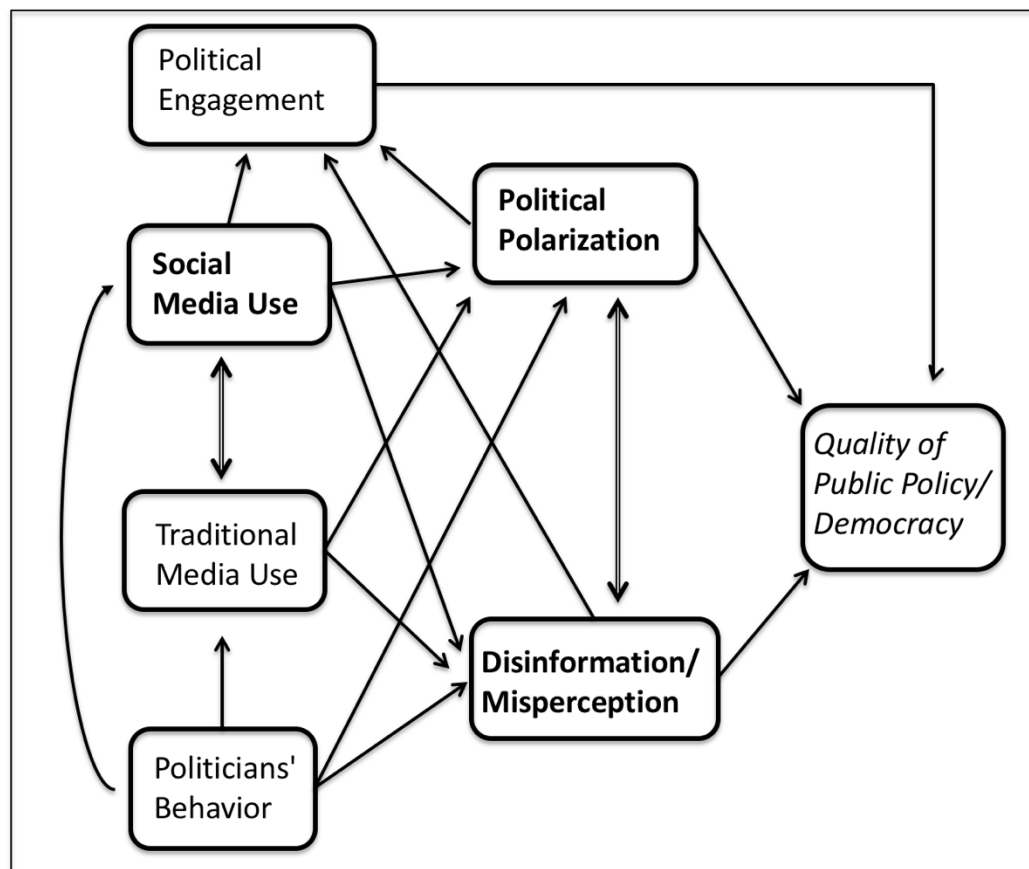 Political
Engagement
Political
Polarization
Social
Media Use
Quality of
Public Policy/
Democracy
Traditional
Media Use
Disinformation/
Misperception
Politicians'
Behavior